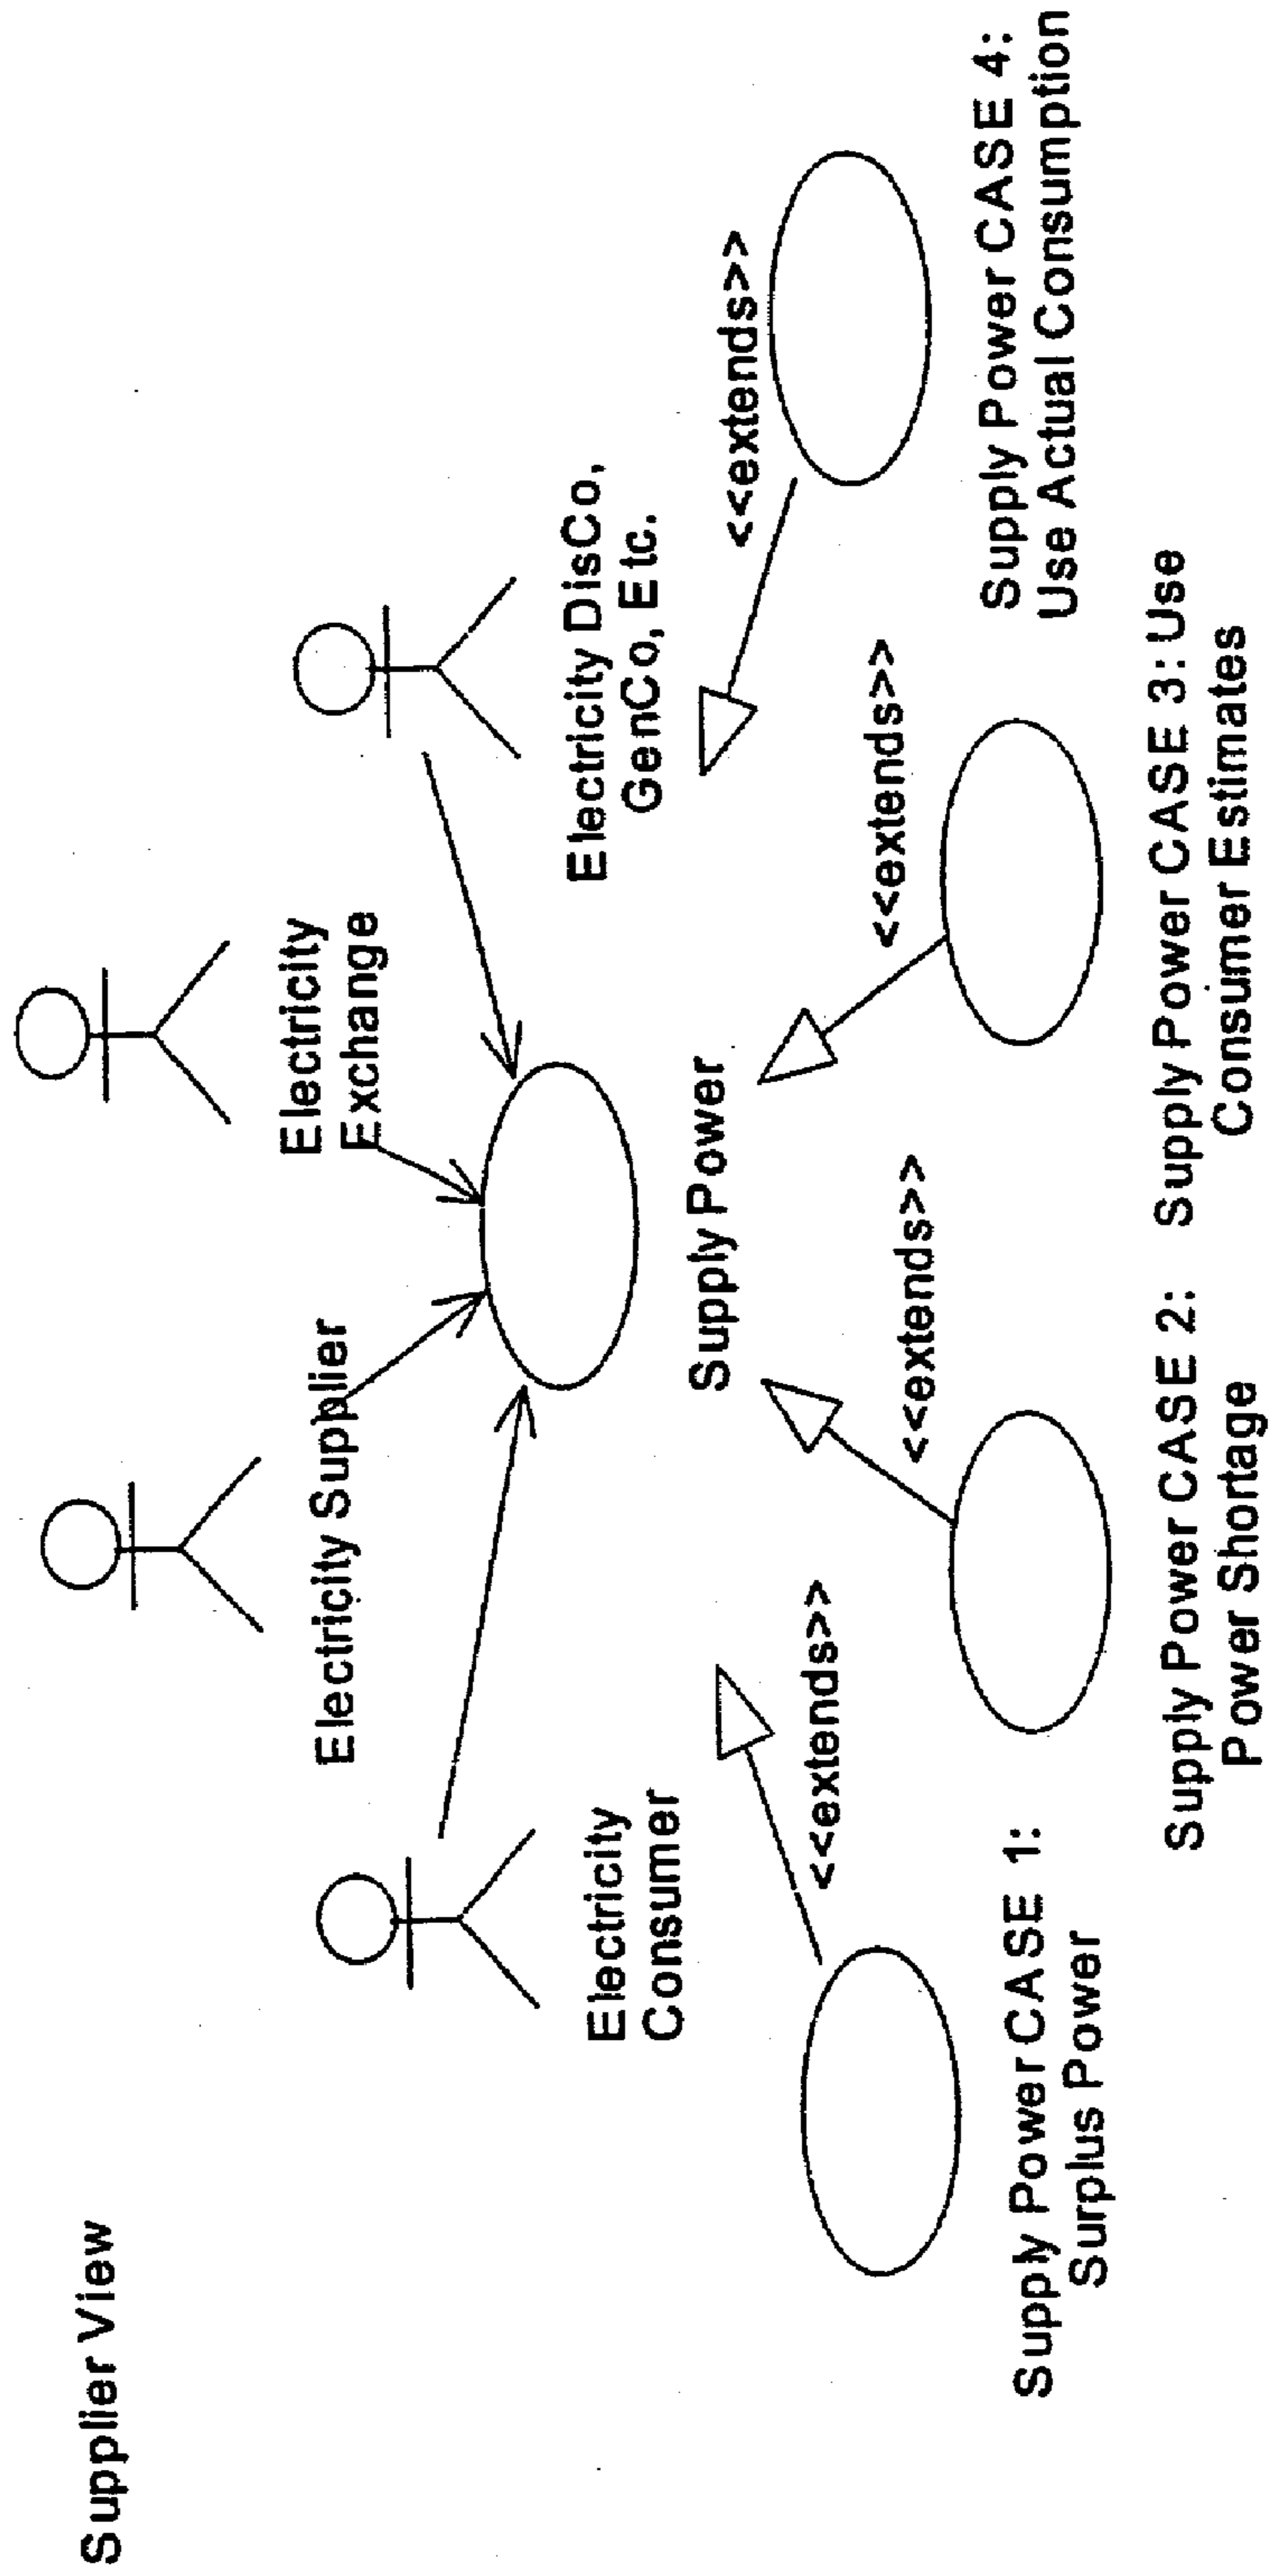 Supplier View
Electricity Supplier
Electricity
Exchange
Electricity
Consumer
Electricity DisCo,
GenCo, Etc.
Supply Power
<<extends>>
<<extends>>
<<extends>>
<<extends>>
Supply Power CASE 1:
Surplus Power
Supply Power CASE 2:
Power Shortage
Supply Power CASE 3: Use
Consumer Estimates
Supply Power CASE 4:
Use Actual Consumption